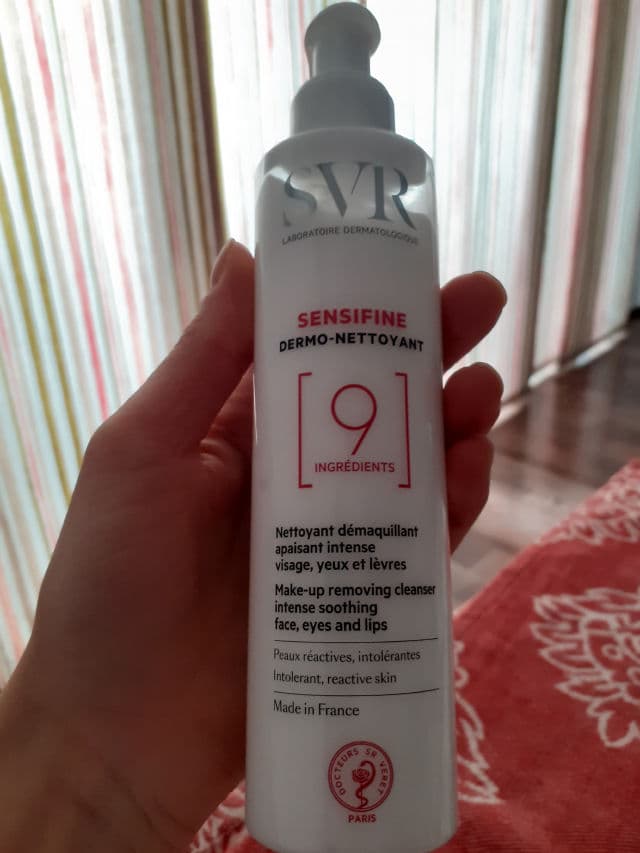 SVR
LABORATOIRE DERMATOLOGIQUE
SENSIFINE
DERMO-NETTOYANT
9
INGRÉDIENTS
Nettoyant démaquillant
apaisant intense
visage, yeux et lèvres
Make-up removing cleanser
intense soothing
face, eyes and lips
Peaux réactives, intolérantes
Intolerant, reactive skin
Made in France
DOCTEURS SR VERET
PARIS